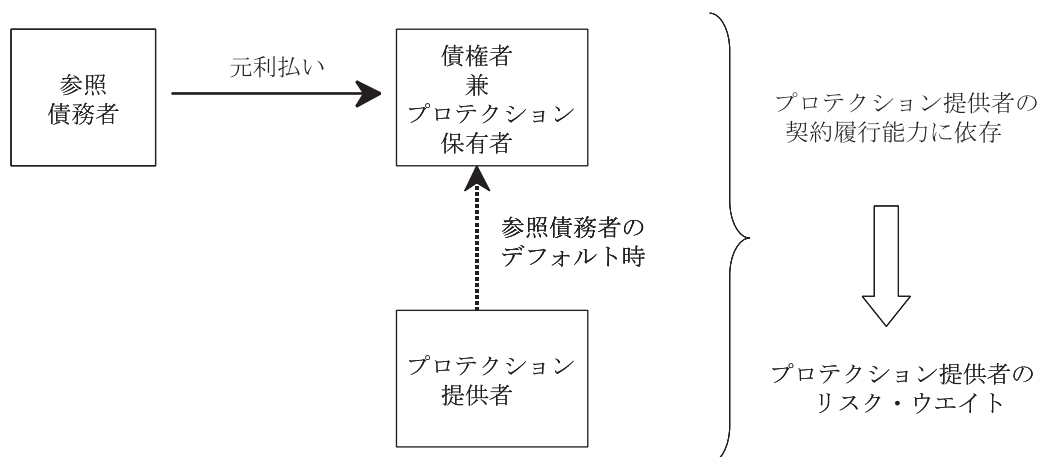 参照
債務者
元利払い
債権者
兼
プロテクション
保有者
参照債務者の
デフォルト時
プロテクション
提供者
プロテクション提供者の
契約履行能力に依存
プロテクション提供者の
リスク・ウエイト